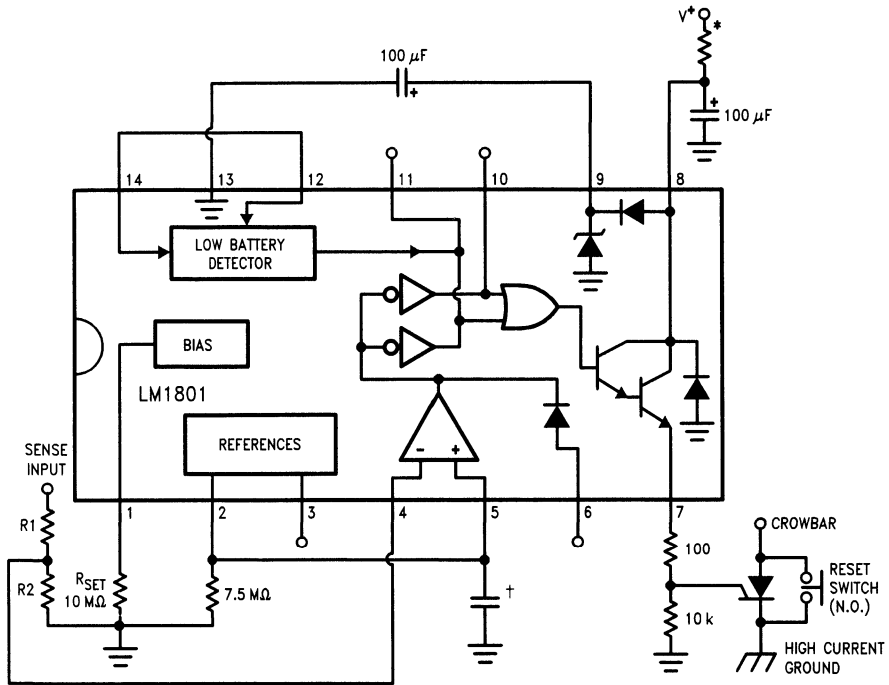 V+
*
100 µF
+
+
100 µF
14
13
12
11
10
9
8
LOW BATTERY
DETECTOR
BIAS
LM1801
REFERENCES
-
+
SENSE
INPUT
1
2
3
4
5
6
7
R1
R2
RSET
10 MΩ
7.5 MΩ
†
100
10 k
CROWBAR
RESET
SWITCH
(N.O.)
HIGH CURRENT
GROUND